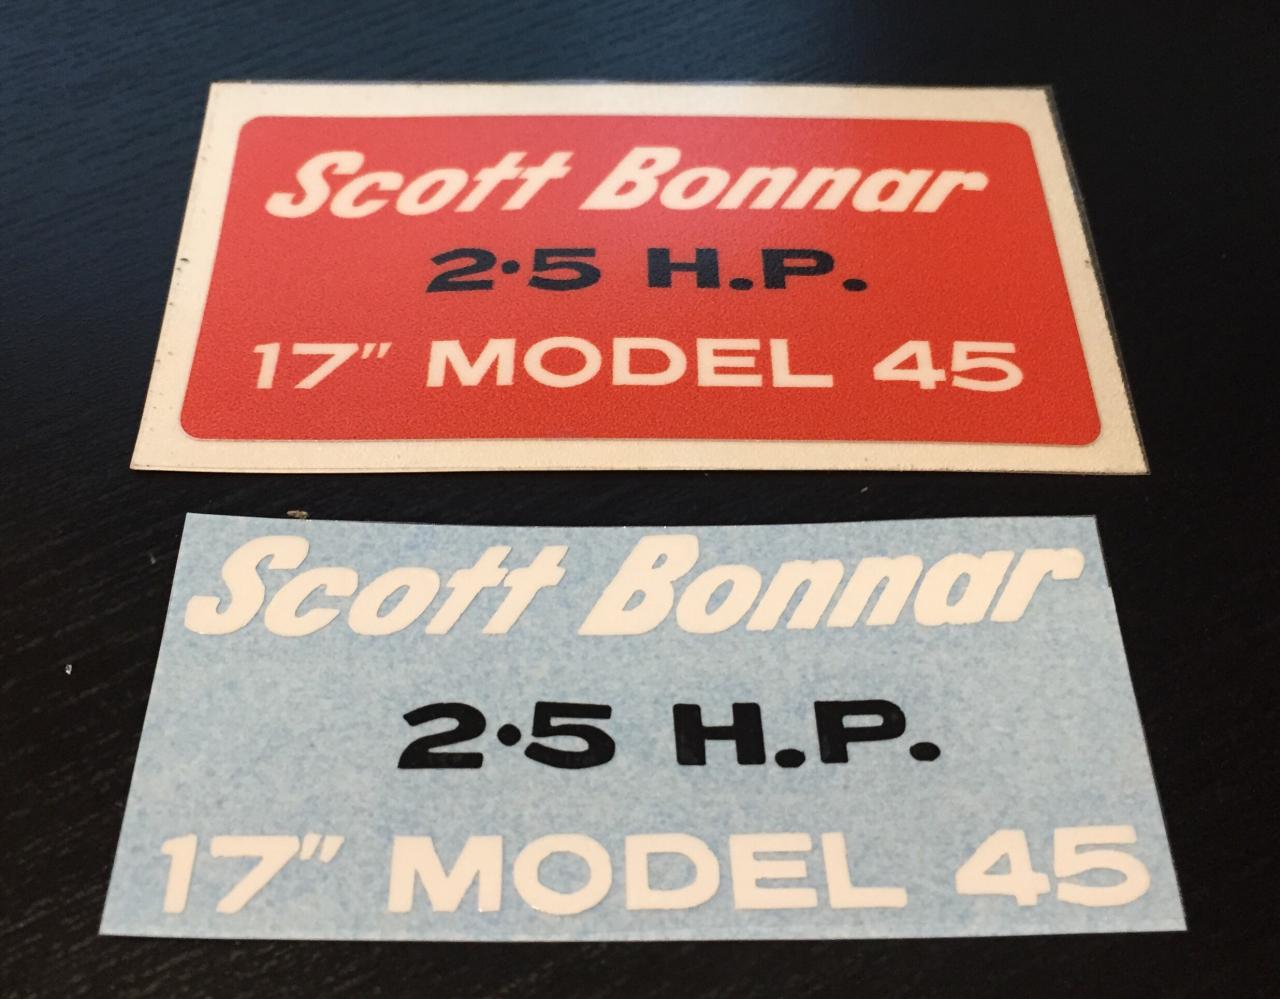 Scott Bonnar
2·5 H.P.
17" MODEL 45
Scott Bonnar
2·5 H.P.
17" MODEL 45